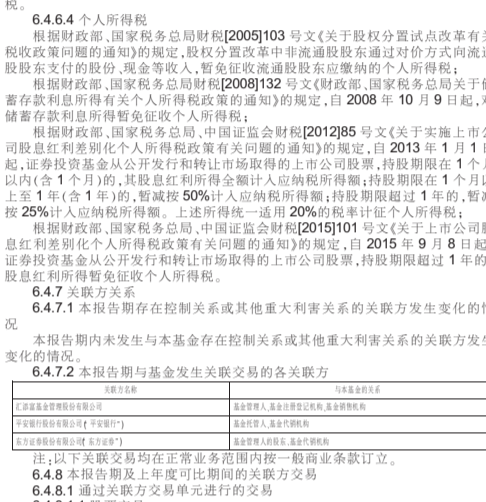 税。
6.4.6.4 个人所得税
根据财政部、国家税务总局财税[2005]103 号文《关于股权分置试点改革有
税收政策问题的通知》的规定，股权分置改革中非流通股股东通过对价方式向流
股股东支付的股份、现金等收入，暂免征收流通股股东应缴纳的个人所得税；
根据财政部、国家税务总局财税[2008]132 号文《财政部、国家税务总局关于
蓄存款利息所得有关个人所得税政策的通知》的规定，自 2008 年 10 月 9 日起，
储蓄存款利息所得暂免征收个人所得税；
根据财政部、国家税务总局、中国证监会财税[2012]85 号文《关于实施上市
司股息红利差别化个人所得税政策有关问题的通知》的规定，自 2013 年 1 月 1
起，证券投资基金从公开发行和转让市场取得的上市公司股票，持股期限在 1 个
以内(含 1 个月)的，其股息红利所得全额计入应纳税所得额；持股期限在 1 个月
上至 1 年(含 1 年)的，暂减按 50%计入应纳税所得额；持股期限超过 1 年的，暂
按 25%计入应纳税所得额。上述所得统一适用 20%的税率计征个人所得税；
根据财政部、国家税务总局、中国证监会财税[2015]101 号文《关于上市公司
息红利差别化个人所得税政策有关问题的通知》的规定，自 2015 年 9 月 8 日起
证券投资基金从公开发行和转让市场取得的上市公司股票，持股期限超过 1 年的
股息红利所得暂免征收个人所得税。
6.4.7 关联方关系
6.4.7.1 本报告期存在控制关系或其他重大利害关系的关联方发生变化的
况
本报告期内未发生与本基金存在控制关系或其他重大利害关系的关联方发
变化的情况。
6.4.7.2 本报告期与基金发生关联交易的各关联方
关联方名称 与本基金的关系
汇添富基金管理股份有限公司 基金管理人,基金注册登记机构,基金销售机构
平安银行股份有限公司("平安银行") 基金托管人,基金代销机构
东方证券股份有限公司("东方证券") 基金管理人的股东,基金代销机构
注：以下关联交易均在正常业务范围内按一般商业条款订立。
6.4.8 本报告期及上年度可比期间的关联方交易
6.4.8.1 通过关联方交易单元进行的交易